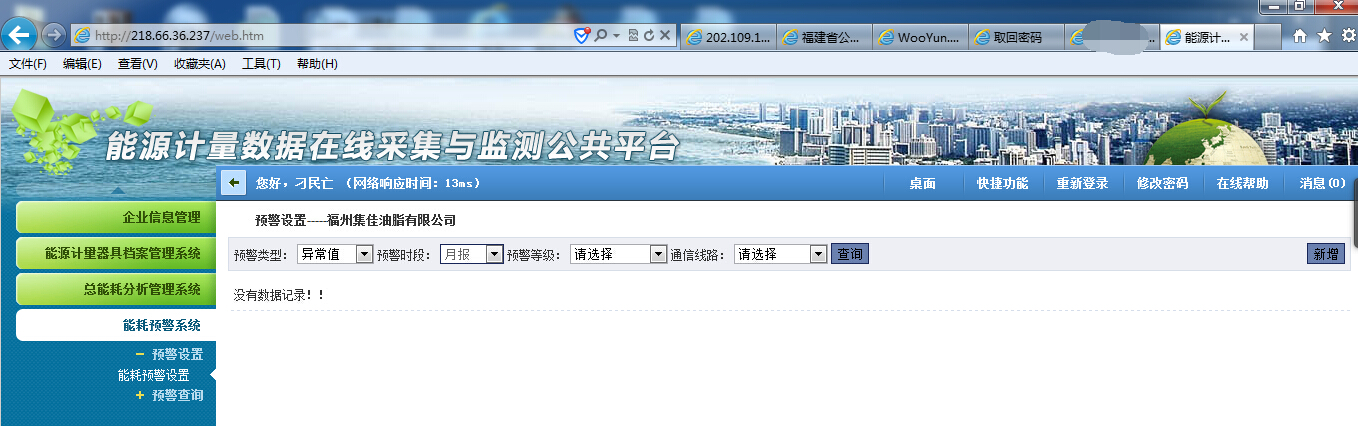 http://218.66.36.237/web.htm
202.109.1...
福建省公...
WooYun....
取回密码
..
能源计...
文件(F) 编辑(E) 查看(V) 收藏夹(A) 工具(T) 帮助(H)
能源计量数据在线采集与监测公共平台
您好，刁民亡 （网络响应时间：13ms）
桌面 快捷功能 重新登录 修改密码 在线帮助 消息(0)
企业信息管理
能源计量器具档案管理系统
总能耗分析管理系统
能耗预警系统
− 预警设置
能耗预警设置
+ 预警查询
预警设置-----福州集佳油脂有限公司
预警类型： 异常值 预警时段： 月报 预警等级： 请选择 通信线路： 请选择 查询 新增
没有数据记录！！